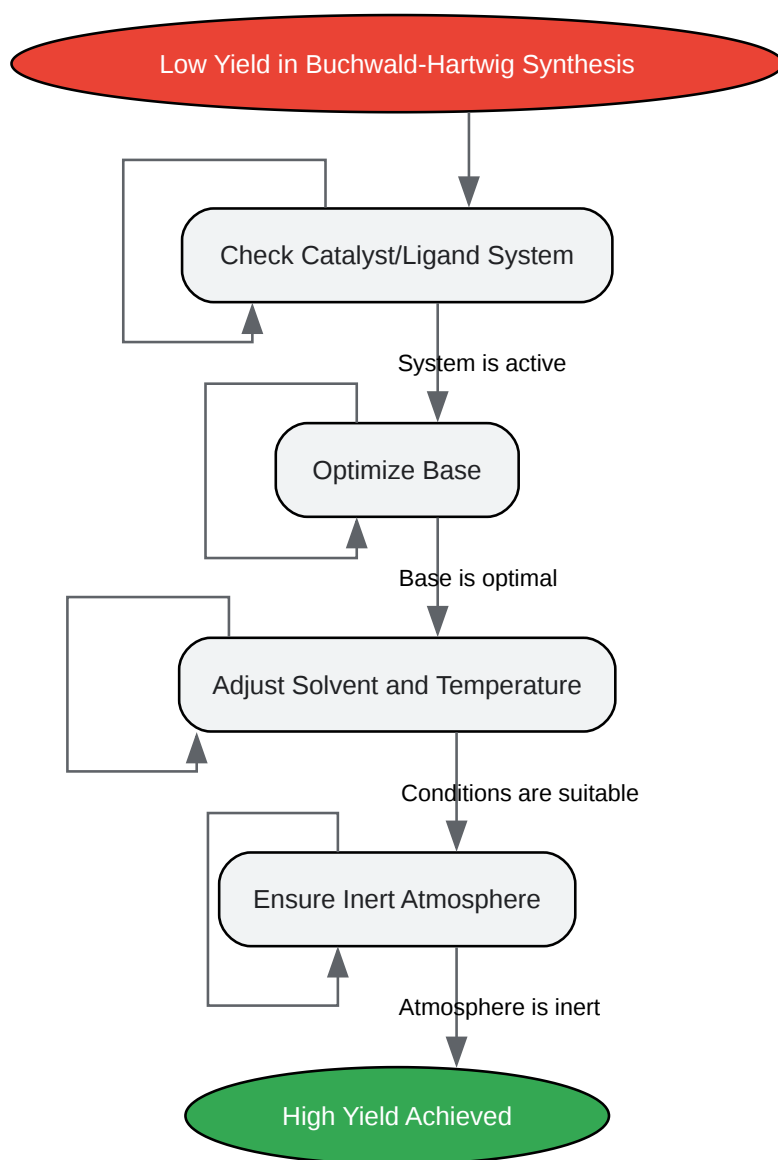 Low Yield in Buchwald-Hartwig Synthesis
Check Catalyst/Ligand System
System is active
Optimize Base
Base is optimal
Adjust Solvent and Temperature
Conditions are suitable
Ensure Inert Atmosphere
Atmosphere is inert
High Yield Achieved